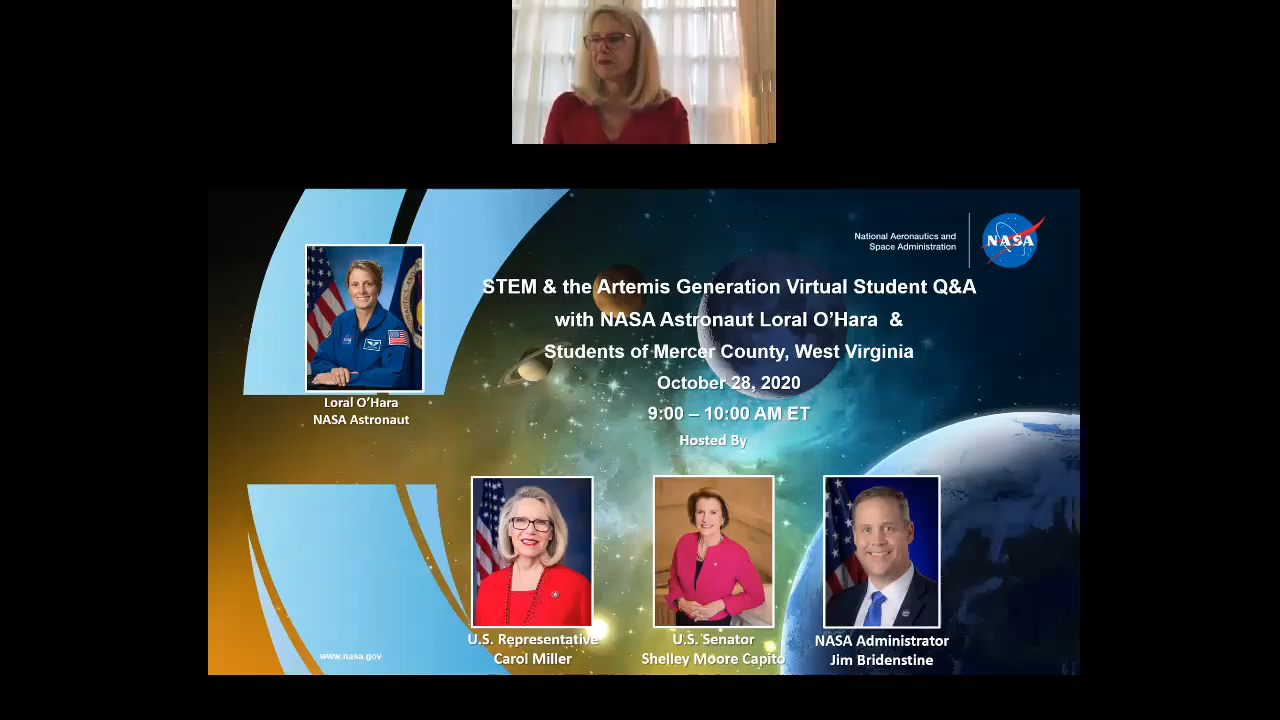 National Aeronautics and
Space Administration
NASA
STEM & the Artemis Generation Virtual Student Q&A
with NASA Astronaut Loral O'Hara &
Students of Mercer County, West Virginia
October 28, 2020
9:00 – 10:00 AM ET
Hosted By
Loral O'Hara
NASA Astronaut
U.S. Representative
Carol Miller
U.S. Senator
Shelley Moore Capito
NASA Administrator
Jim Bridenstine
www.nasa.gov